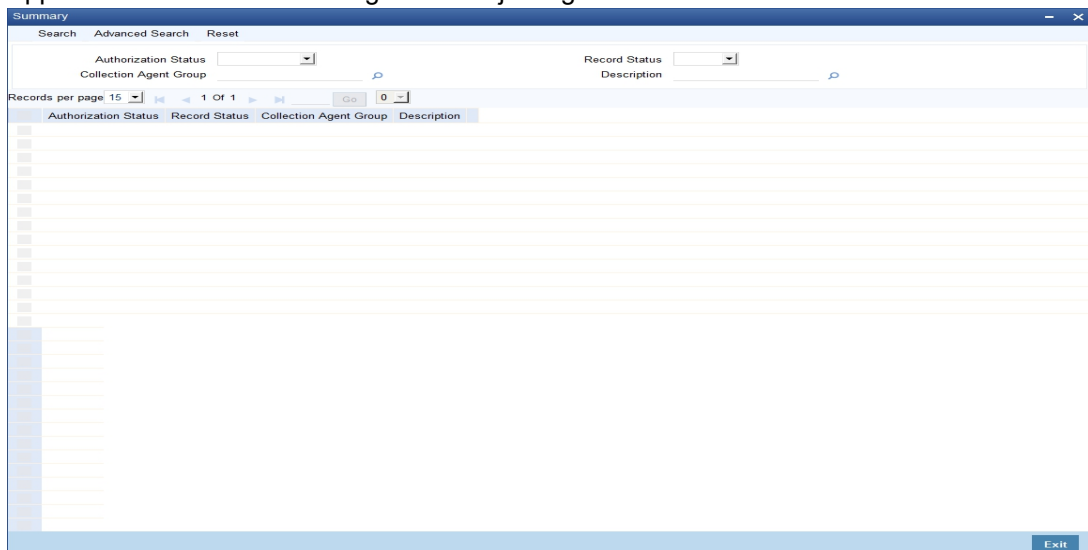 Summary
Search Advanced Search Reset
Authorization Status Record Status
Collection Agent Group Description
Records per page 15 1 Of 1 Go 0
Authorization Status Record Status Collection Agent Group Description
Exit